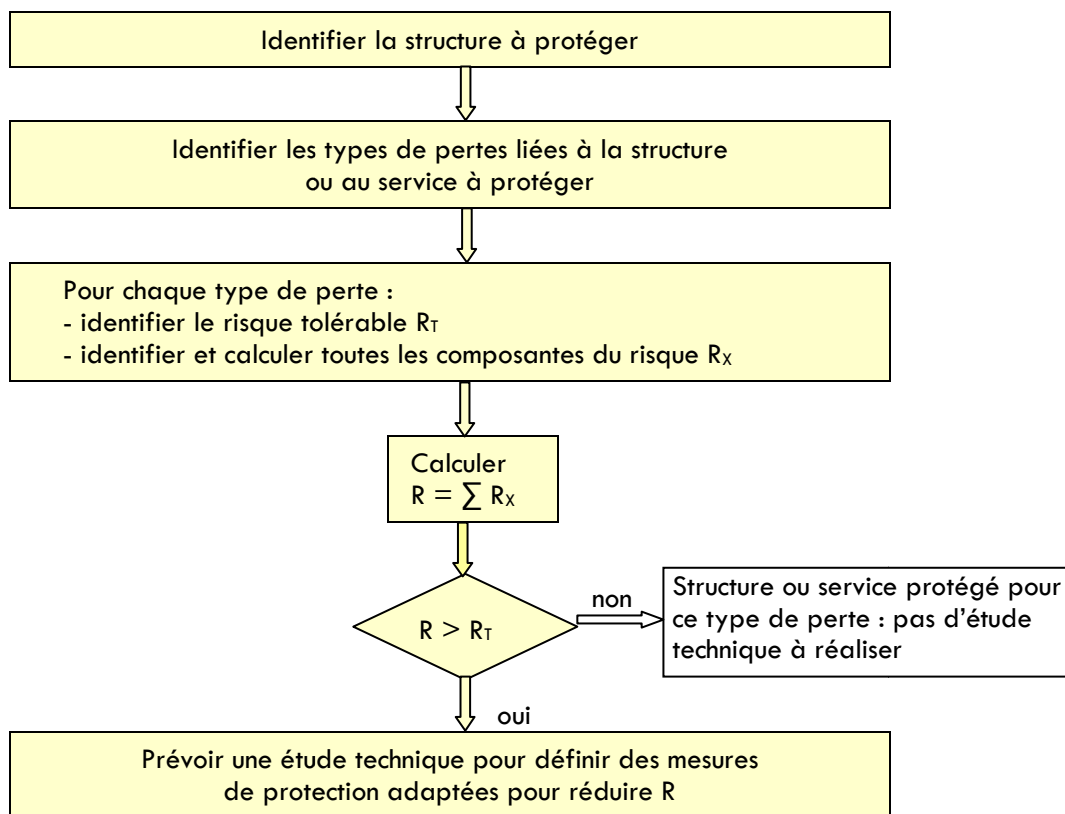 Identifier la structure à protéger
Identifier les types de pertes liées à la structure
ou au service à protéger
Pour chaque type de perte :
- identifier le risque tolérable RT
- identifier et calculer toutes les composantes du risque RX
Calculer
R = ∑ RX
R > RT
non
Structure ou service protégé pour
ce type de perte : pas d’étude
technique à réaliser
oui
Prévoir une étude technique pour définir des mesures
de protection adaptées pour réduire R